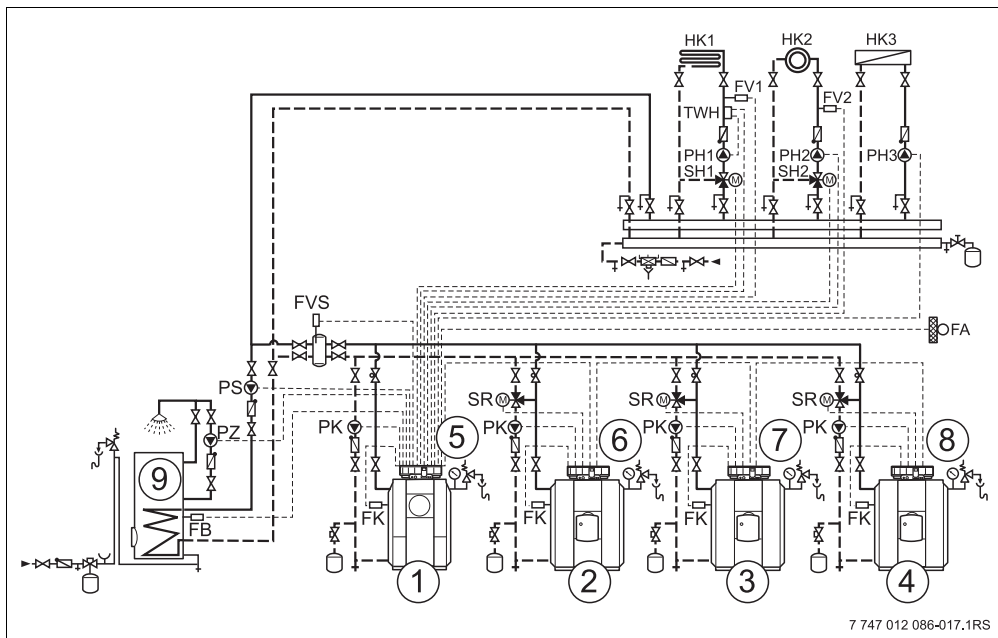 HK1
HK2
HK3
FV1
FV2
TWH
PH1
PH2
PH3
SH1
M
SH2
M
FVS
FA
PS
SR M
SR M
SR M
PZ
PK
5
PK
6
PK
7
PK
8
9
FB
FK
FK
FK
FK
1
2
3
4
7 747 012 086-017.1RS